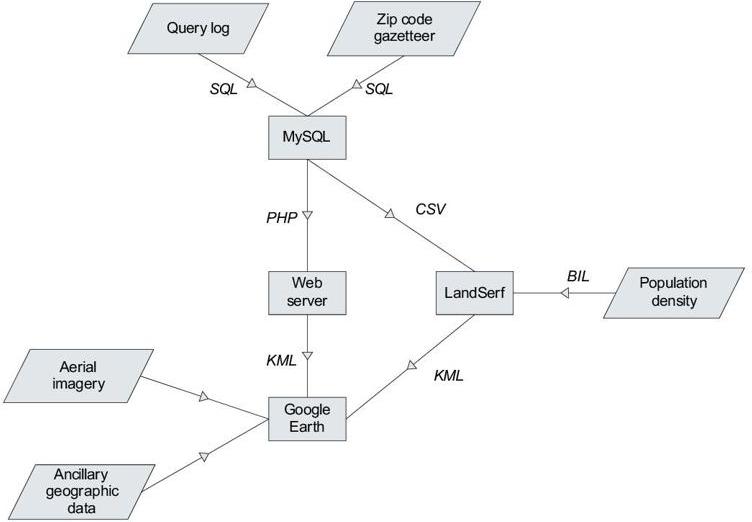 Query log
Zip code
gazetteer
SQL
SQL
MySQL
PHP
CSV
Web
server
LandSerf
BIL
Population
density
Aerial
imagery
KML
KML
Google
Earth
Ancillary
geographic
data